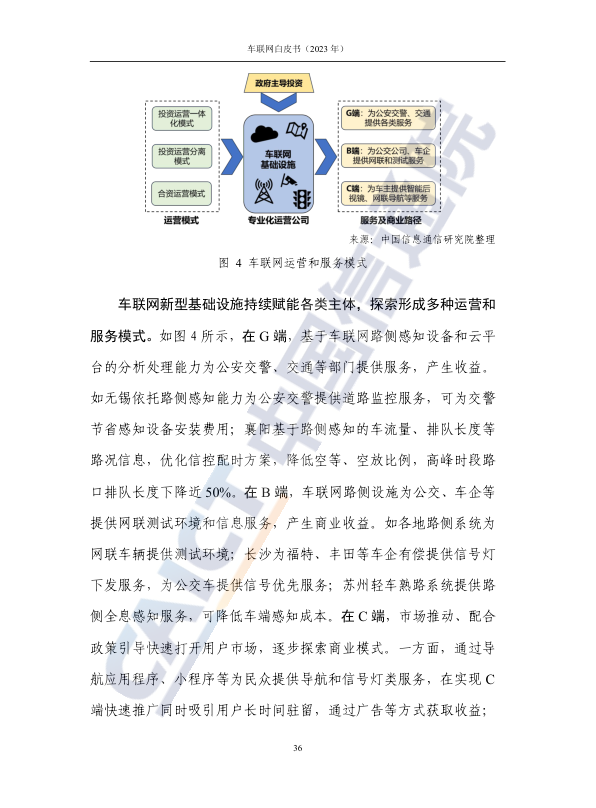 车联网白皮书（2023 年）
政府主导投资
投资运营一体
化模式
投资运营分离
模式
合资运营模式
运营模式
车联网
基础设施
专业化运营公司
G端：为公安交警、交通
提供各类服务
B端：为公交公司、车企
提供网联和测试服务
C端：为车主提供智能后
视镜、网联导航等服务
服务及商业路径
来源：中国信息通信研究院整理
图 4 车联网运营和服务模式
车联网新型基础设施持续赋能各类主体，探索形成多种运营和
服务模式。如图 4 所示，在 G 端，基于车联网路侧感知设备和云平
台的分析处理能力为公安交警、交通等部门提供服务，产生收益。
如无锡依托路侧感知能力为公安交警提供道路监控服务，可为交警
节省感知设备安装费用；襄阳基于路侧感知的车流量、排队长度等
路况信息，优化信控配时方案，降低空等、空放比例，高峰时段路
口排队长度下降近 50%。在 B 端，车联网路侧设施为公交、车企等
提供网联测试环境和信息服务，产生商业收益。如各地路侧系统为
网联车辆提供测试环境；长沙为福特、丰田等车企有偿提供信号灯
下发服务，为公交车提供信号优先服务；苏州轻车熟路系统提供路
侧全息感知服务，可降低车端感知成本。在 C 端，市场推动、配合
政策引导快速打开用户市场，逐步探索商业模式。一方面，通过导
航应用程序、小程序等为民众提供导航和信号灯类服务，在实现 C
端快速推广同时吸引用户长时间驻留，通过广告等方式获取收益；
36
CAICT 中国信通院